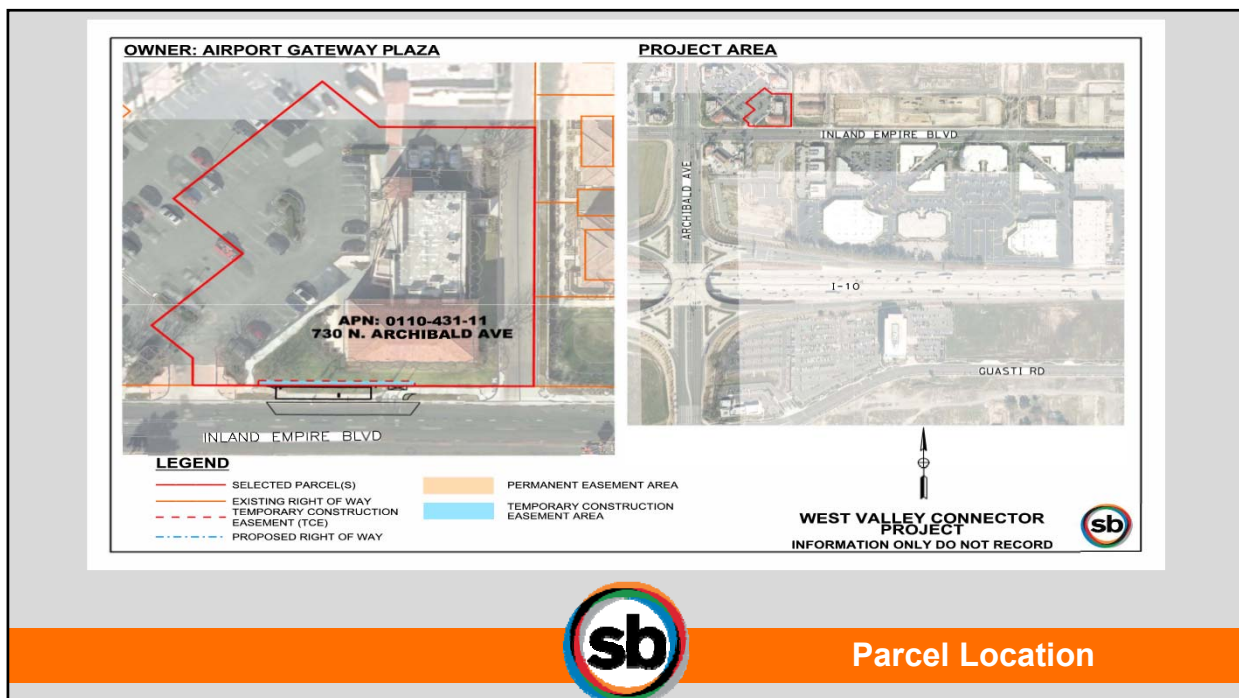 OWNER: AIRPORT GATEWAY PLAZA
PROJECT AREA
APN: 0110-431-11
730 N. ARCHIBALD AVE
INLAND EMPIRE BLVD
INLAND EMPIRE BLVD
ARCHIBALD AVE
I-10
GUASTI RD
LEGEND
SELECTED PARCEL(S)
EXISTING RIGHT OF WAY
TEMPORARY CONSTRUCTION
EASEMENT (TCE)
PROPOSED RIGHT OF WAY
PERMANENT EASEMENT AREA
TEMPORARY CONSTRUCTION
EASEMENT AREA
WEST VALLEY CONNECTOR
PROJECT
INFORMATION ONLY DO NOT RECORD
sb
sb
Parcel Location